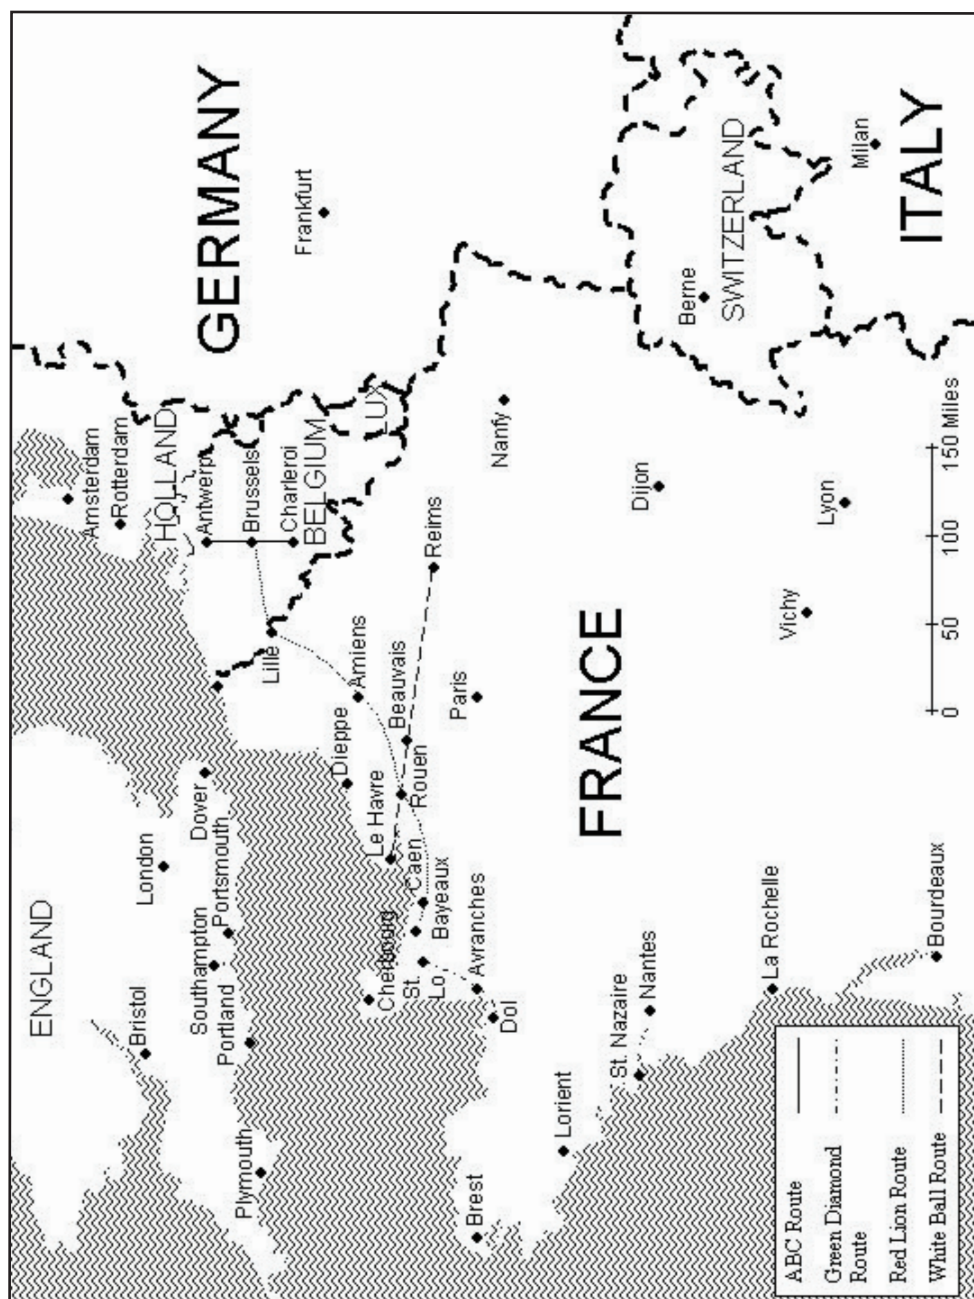 ENGLAND
GERMANY
Bristol
London
Amsterdam
Rotterdam
HOLLAND
Southampton
Portsmouth
Portland
Dover
Plymouth
Antwerp
Brussels
Charleroi
BELGIUM
LUX
Frankfurt
Lille
Amiens
Dieppe
Beauvais
Le Havre
Rouen
Reims
Cherbourg
Caen
Bayeaux
St.
Lo
Avranches
Dol
Paris
Nanfy
Brest
Lorient
St. Nazaire
Nantes
FRANCE
Dijon
Berne
SWITZERLAND
La Rochelle
Vichy
Lyon
Milan
ITALY
Bourdeaux
0 50 100 150 Miles
ABC Route
Green Diamond
Route
Red Lion Route
White Ball Route